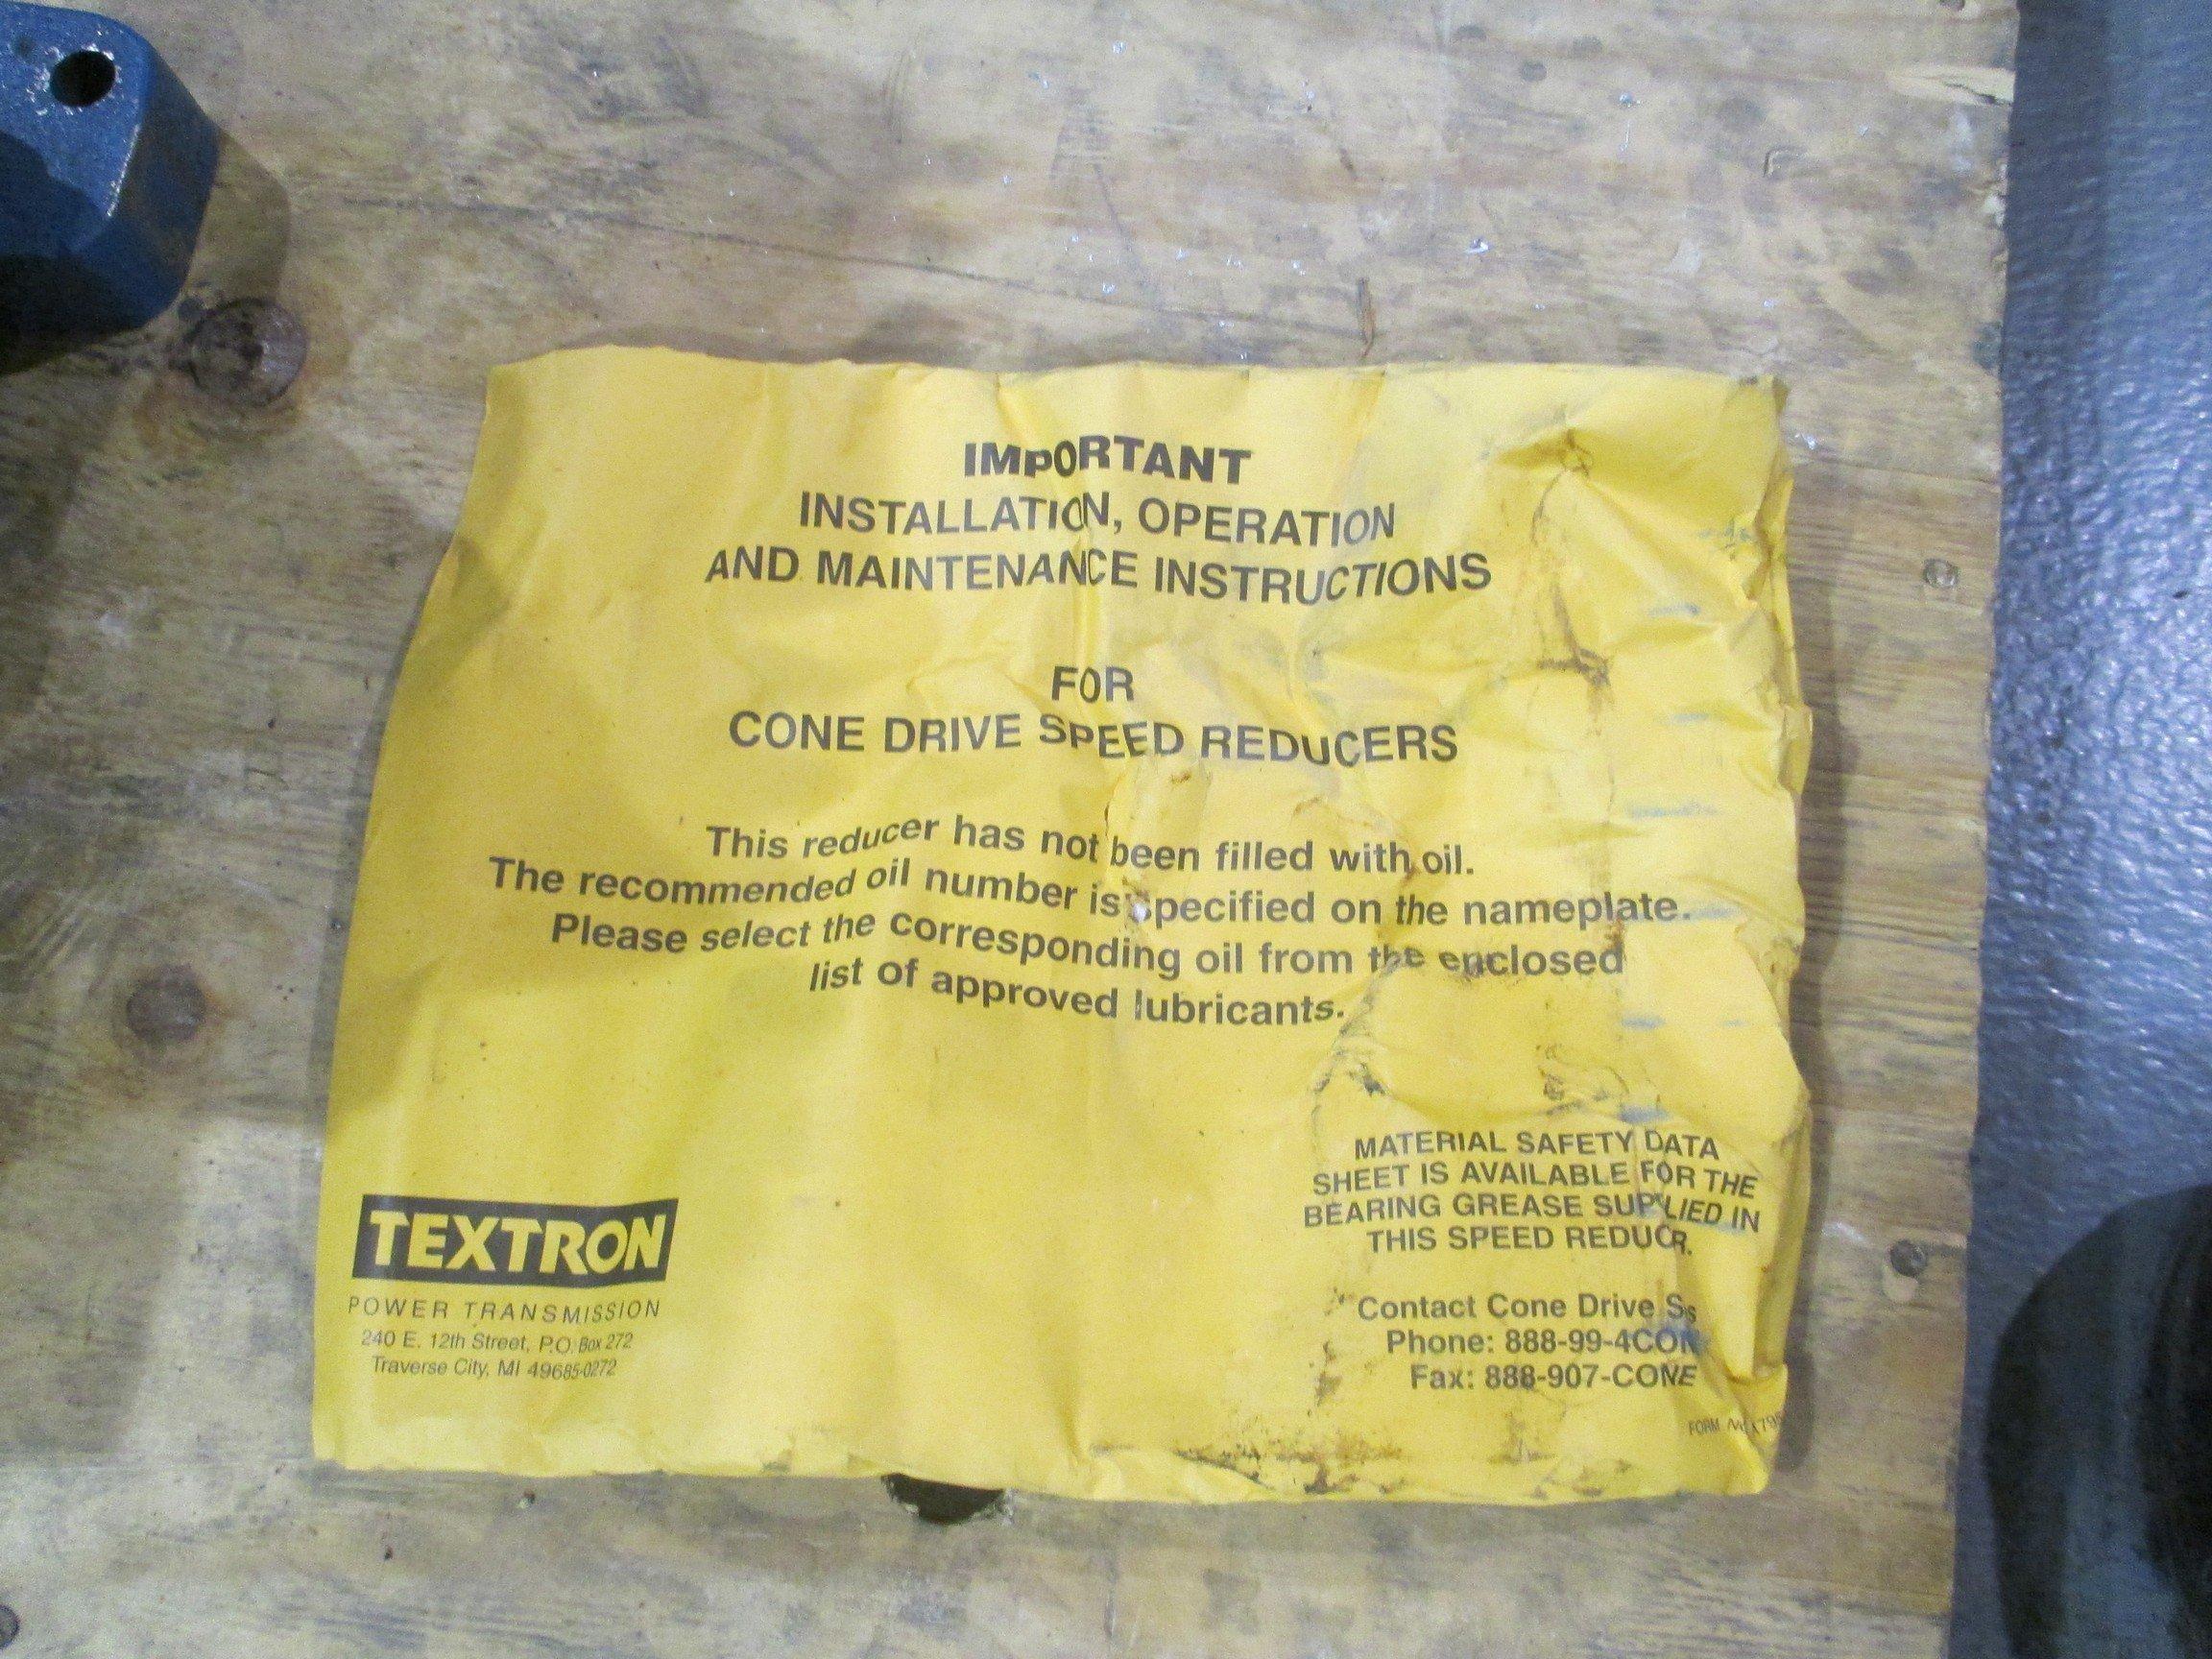 IMPORTANT
INSTALLATION, OPERATION
AND MAINTENANCE INSTRUCTIONS
FOR
CONE DRIVE SPEED REDUCERS
This reducer has not been filled with oil.
The recommended oil number is specified on the nameplate.
Please select the corresponding oil from the enclosed
list of approved lubricants.
MATERIAL SAFETY DATA
SHEET IS AVAILABLE FOR THE
BEARING GREASE SUPPLIED IN
THIS SPEED REDUCR.
Contact Cone Drive
Phone: 888-99-4CON
Fax: 888-907-CONE
FORM
TEXTRON
POWER TRANSMISSION
240 E. 12th Street, P.O. Box 272
Traverse City, MI 49685-0272